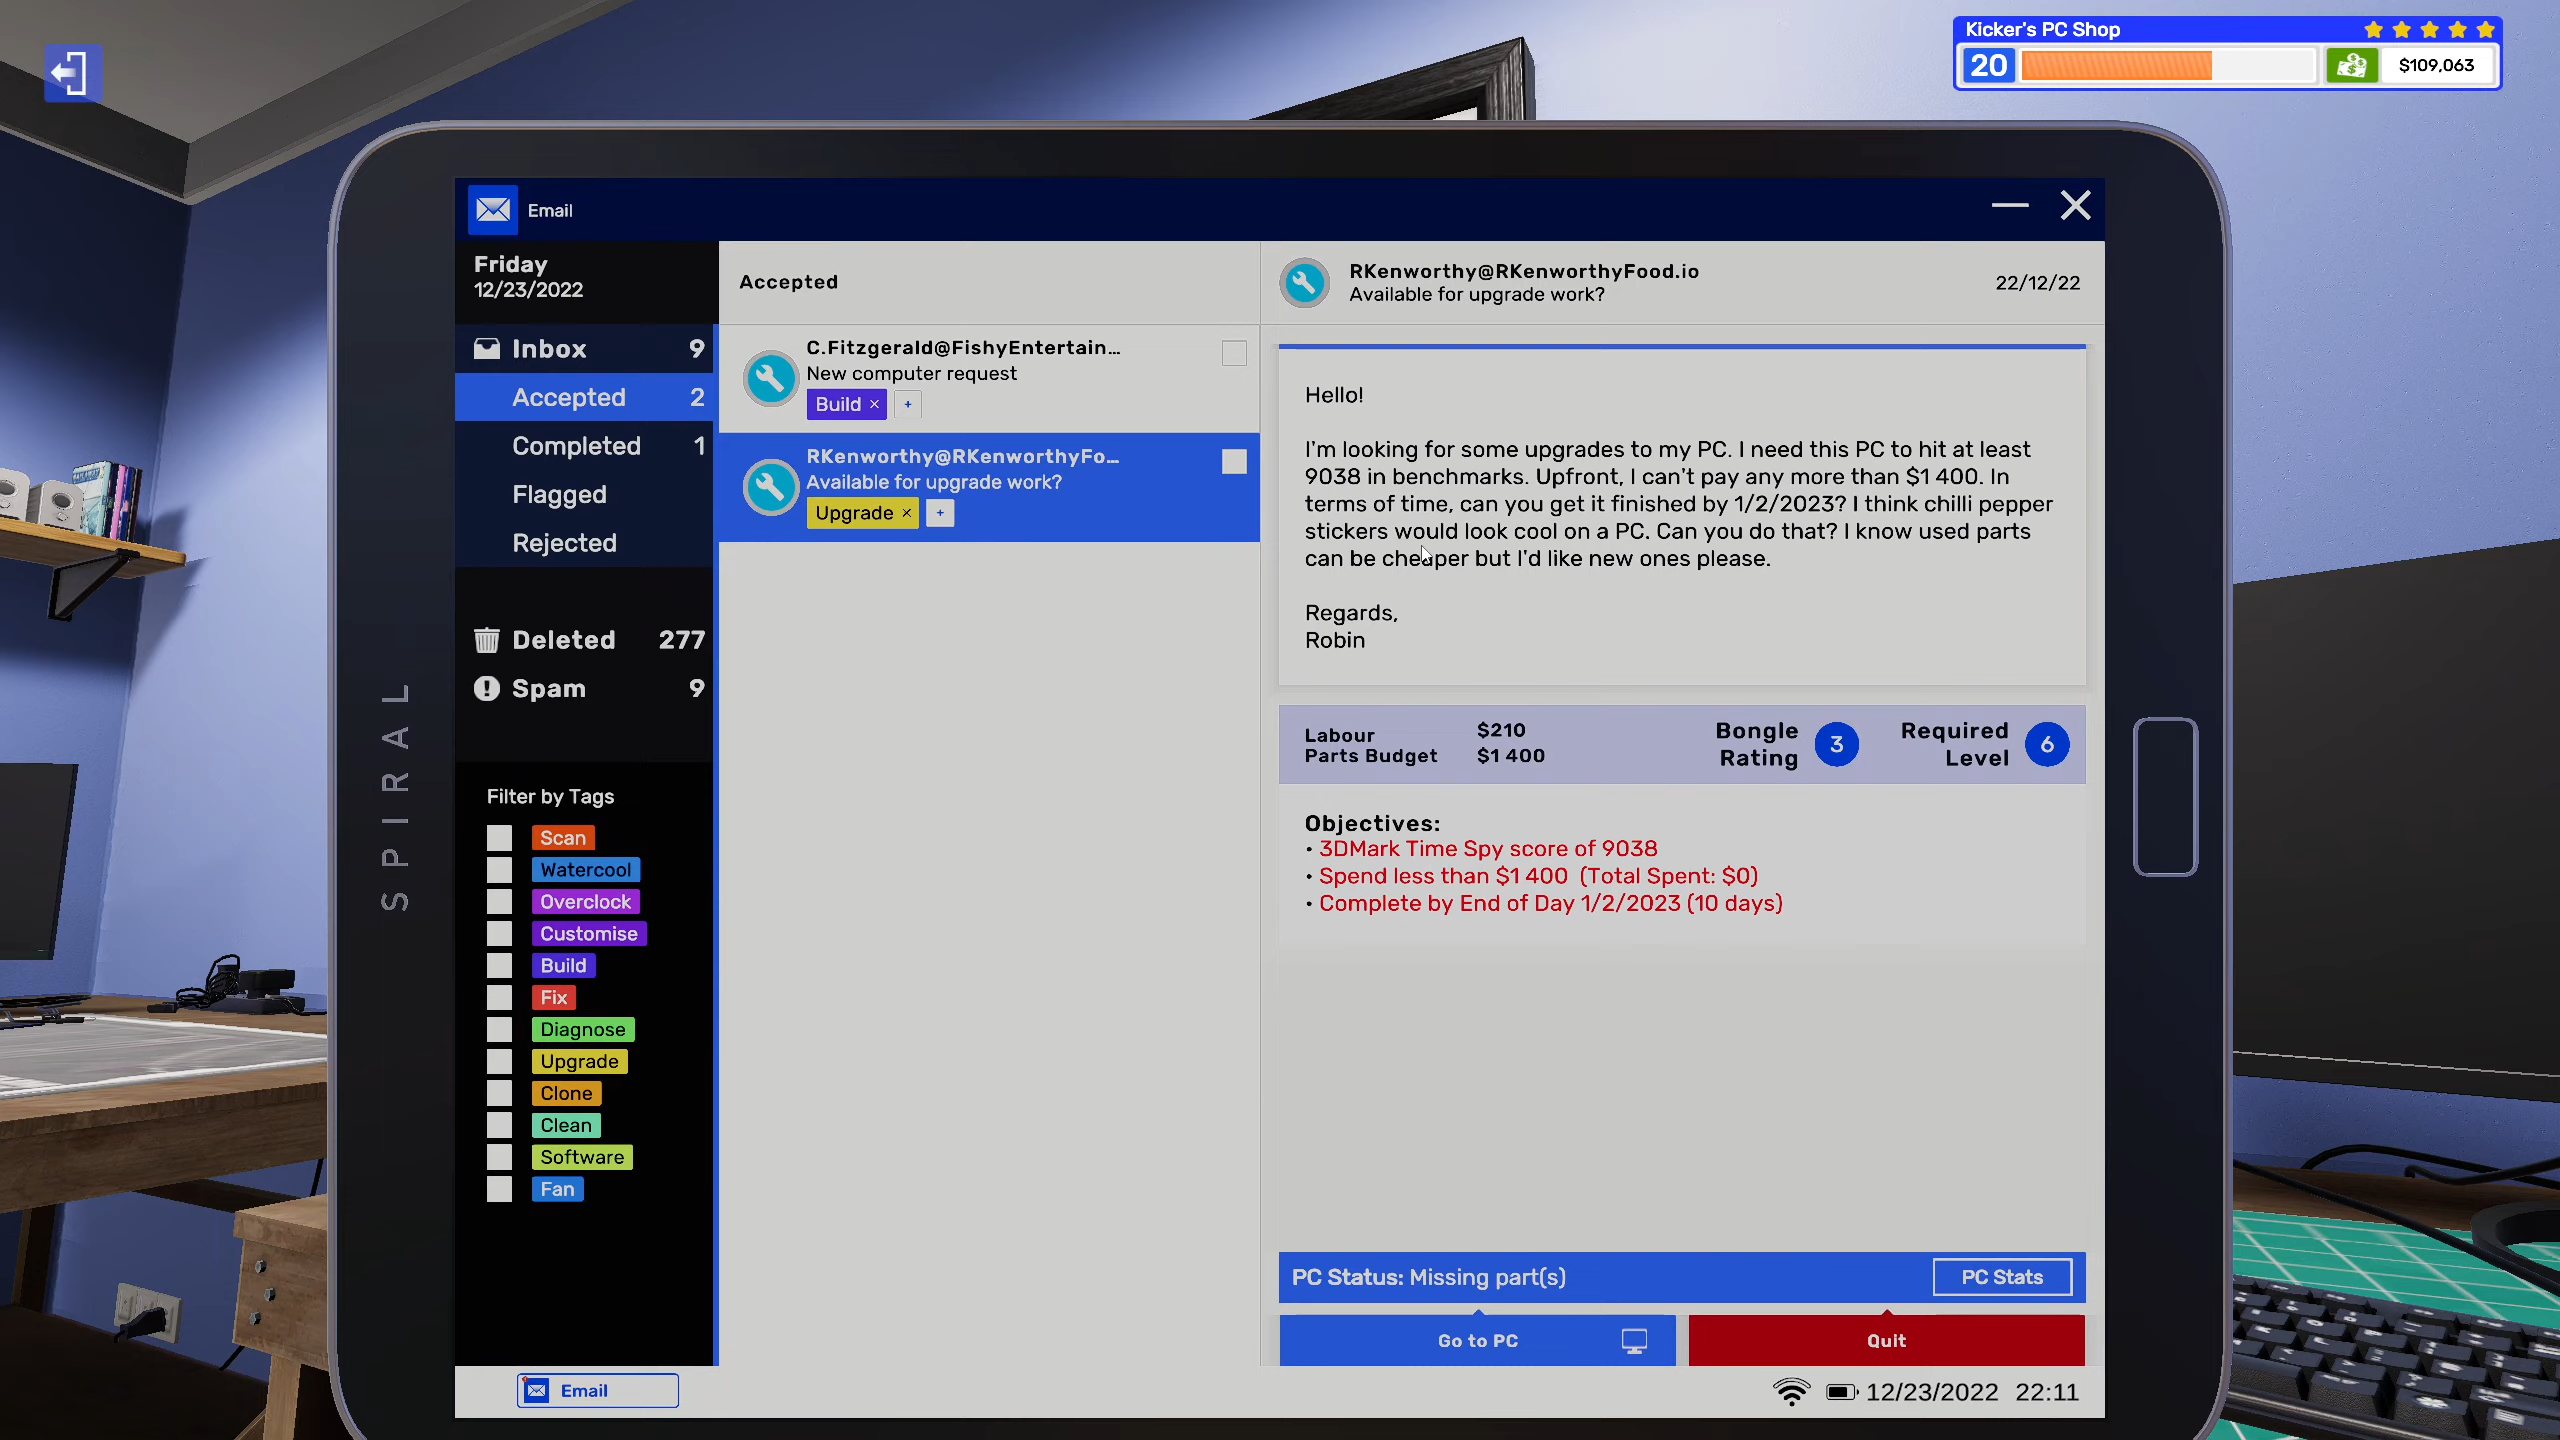 Kicker's PC Shop
20
$109,063
Email
Friday
12/23/2022
Inbox 9
Accepted 2
Completed 1
Flagged
Rejected
Deleted 277
Spam 9
Filter by Tags
Scan
Watercool
Overclock
Customise
Build
Fix
Diagnose
Upgrade
Clone
Clean
Software
Fan
Accepted
C.Fitzgerald@FishyEntertain...
New computer request
Build × +
RKenworthy@RKenworthyFo...
Available for upgrade work?
Upgrade × +
RKenworthy@RKenworthyFood.io
Available for upgrade work?
22/12/22
Hello!
I'm looking for some upgrades to my PC. I need this PC to hit at least
9038 in benchmarks. Upfront, I can't pay any more than $1 400. In
terms of time, can you get it finished by 1/2/2023? I think chilli pepper
stickers would look cool on a PC. Can you do that? I know used parts
can be cheaper but I'd like new ones please.
Regards,
Robin
Labour $210
Parts Budget $1 400
Bongle
Rating
3
Required
Level
6
Objectives:
• 3DMark Time Spy score of 9038
• Spend less than $1 400 (Total Spent: $0)
• Complete by End of Day 1/2/2023 (10 days)
PC Status: Missing part(s)
PC Stats
Go to PC
Quit
Email
12/23/2022 22:11
SPIRAL